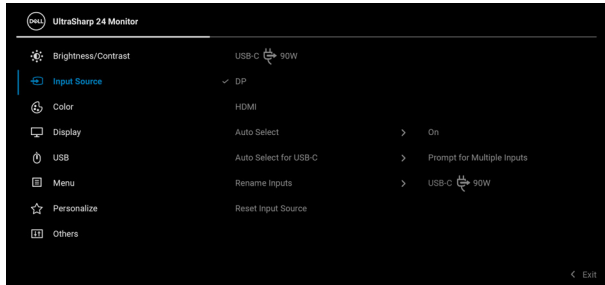 DELL UltraSharp 24 Monitor
Brightness/Contrast USB-C 90W
Input Source DP
Color HDMI
Display Auto Select On
USB Auto Select for USB-C Prompt for Multiple Inputs
Menu Rename Inputs USB-C 90W
Personalize Reset Input Source
Others
Exit